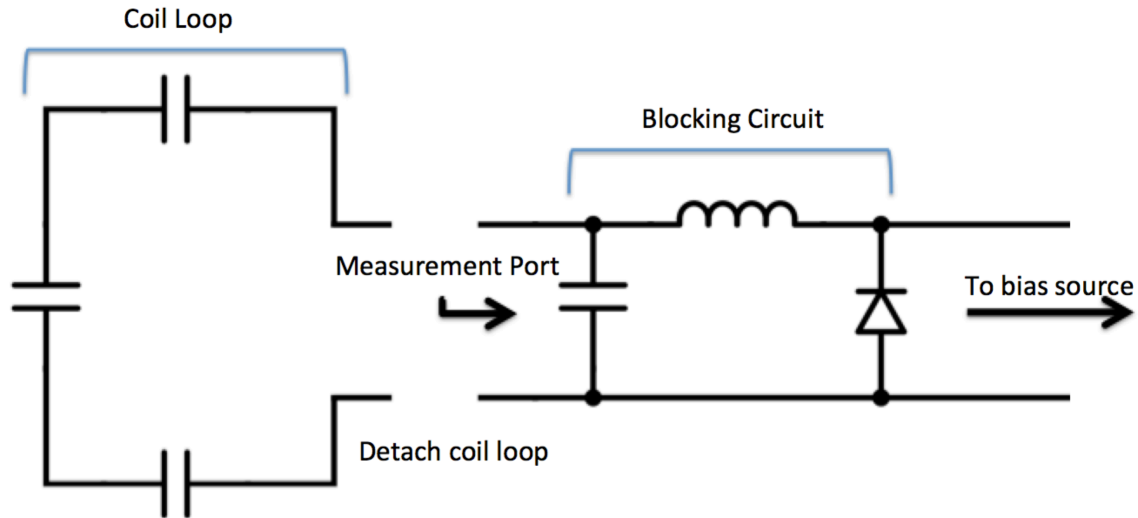 Coil Loop
Blocking Circuit
Measurement Port
To bias source
Detach coil loop